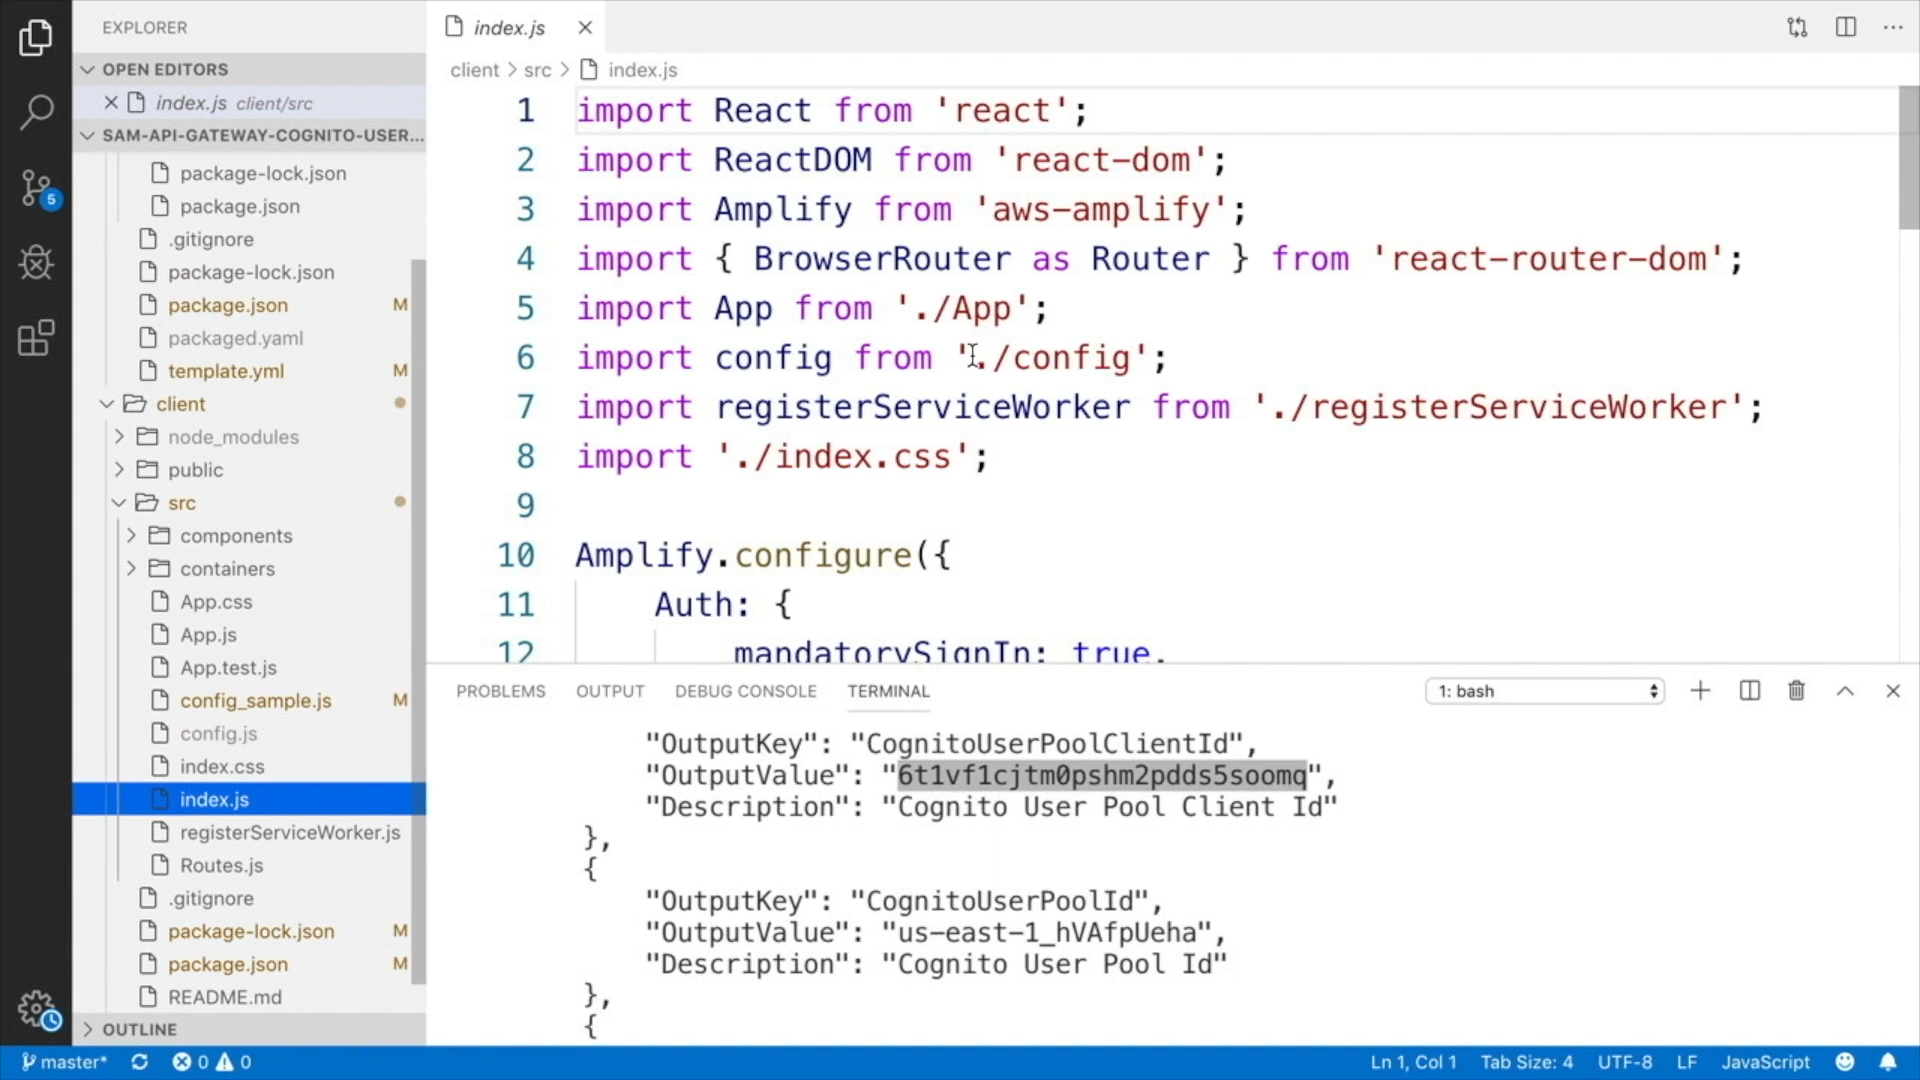 EXPLORER
OPEN EDITORS
index.js client/src
SAM-API-GATEWAY-COGNITO-USER...
package-lock.json
package.json
.gitignore
package-lock.json
package.json M
packaged.yaml
template.yml M
client
node_modules
public
src
components
containers
App.css
App.js
App.test.js
config_sample.js M
config.js
index.css
index.js
registerServiceWorker.js
Routes.js
.gitignore
package-lock.json M
package.json M
README.md
OUTLINE
5
index.js
client > src > index.js
1 import React from 'react';
2 import ReactDOM from 'react-dom';
3 import Amplify from 'aws-amplify';
4 import { BrowserRouter as Router } from 'react-router-dom';
5 import App from './App';
6 import config from './config';
7 import registerServiceWorker from './registerServiceWorker';
8 import './index.css';
9
10 Amplify.configure({
11 Auth: {
12 mandatorySignIn: true,
PROBLEMS OUTPUT DEBUG CONSOLE TERMINAL 1: bash
"OutputKey": "CognitoUserPoolClientId",
"OutputValue": "6t1vf1cjtm0pshm2pdds5soomq",
"Description": "Cognito User Pool Client Id"
},
{
"OutputKey": "CognitoUserPoolId",
"OutputValue": "us-east-1_hVAfpUeha",
"Description": "Cognito User Pool Id"
},
{
master* 0 0 Ln 1, Col 1 Tab Size: 4 UTF-8 LF JavaScript